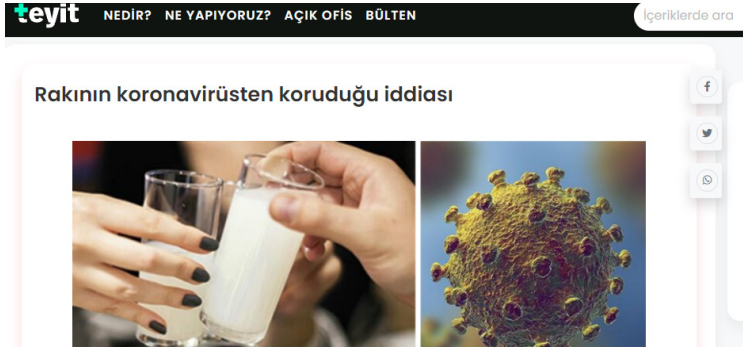 teyit NEDİR? NE YAPIYORUZ? AÇIK OFİS BÜLTEN İçeriklerde ara
Rakının koronavirüsten koruduğu iddiası